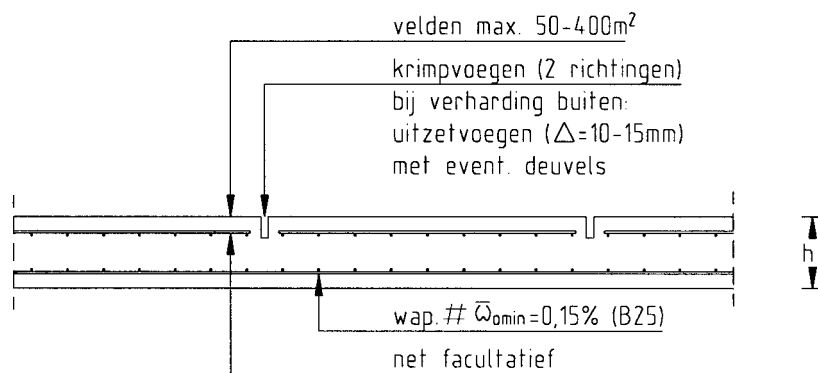 velden max. 50-400m²
krimpvoegen (2 richtingen)
bij verharding buiten:
uitzetvoegen (△=10-15mm)
met event. deuvels
h
wap. # ω̅omin=0,15% (B25)
net facultatief